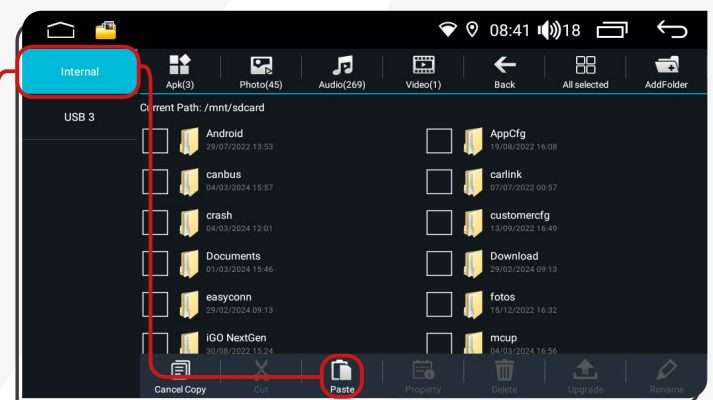 08:41 18
Internal
USB 3
Apk(3) Photo(45) Audio(269) Video(1) Back All selected AddFolder
Current Path: /mnt/sdcard
Android AppCfg
29/07/2022 13:53 19/08/2022 16:08
canbus carlink
04/03/2024 15:57 07/07/2022 00:57
crash customercfg
04/03/2024 12:01 13/09/2022 16:49
Documents Download
01/03/2024 15:46 29/02/2024 09:13
easyconn fotos
29/02/2024 09:13 15/12/2022 16:32
iGO NextGen mcup
30/08/2022 15:24 04/03/2024 16:56
Cancel Copy Cut Paste Property Delete Upgrade Rename